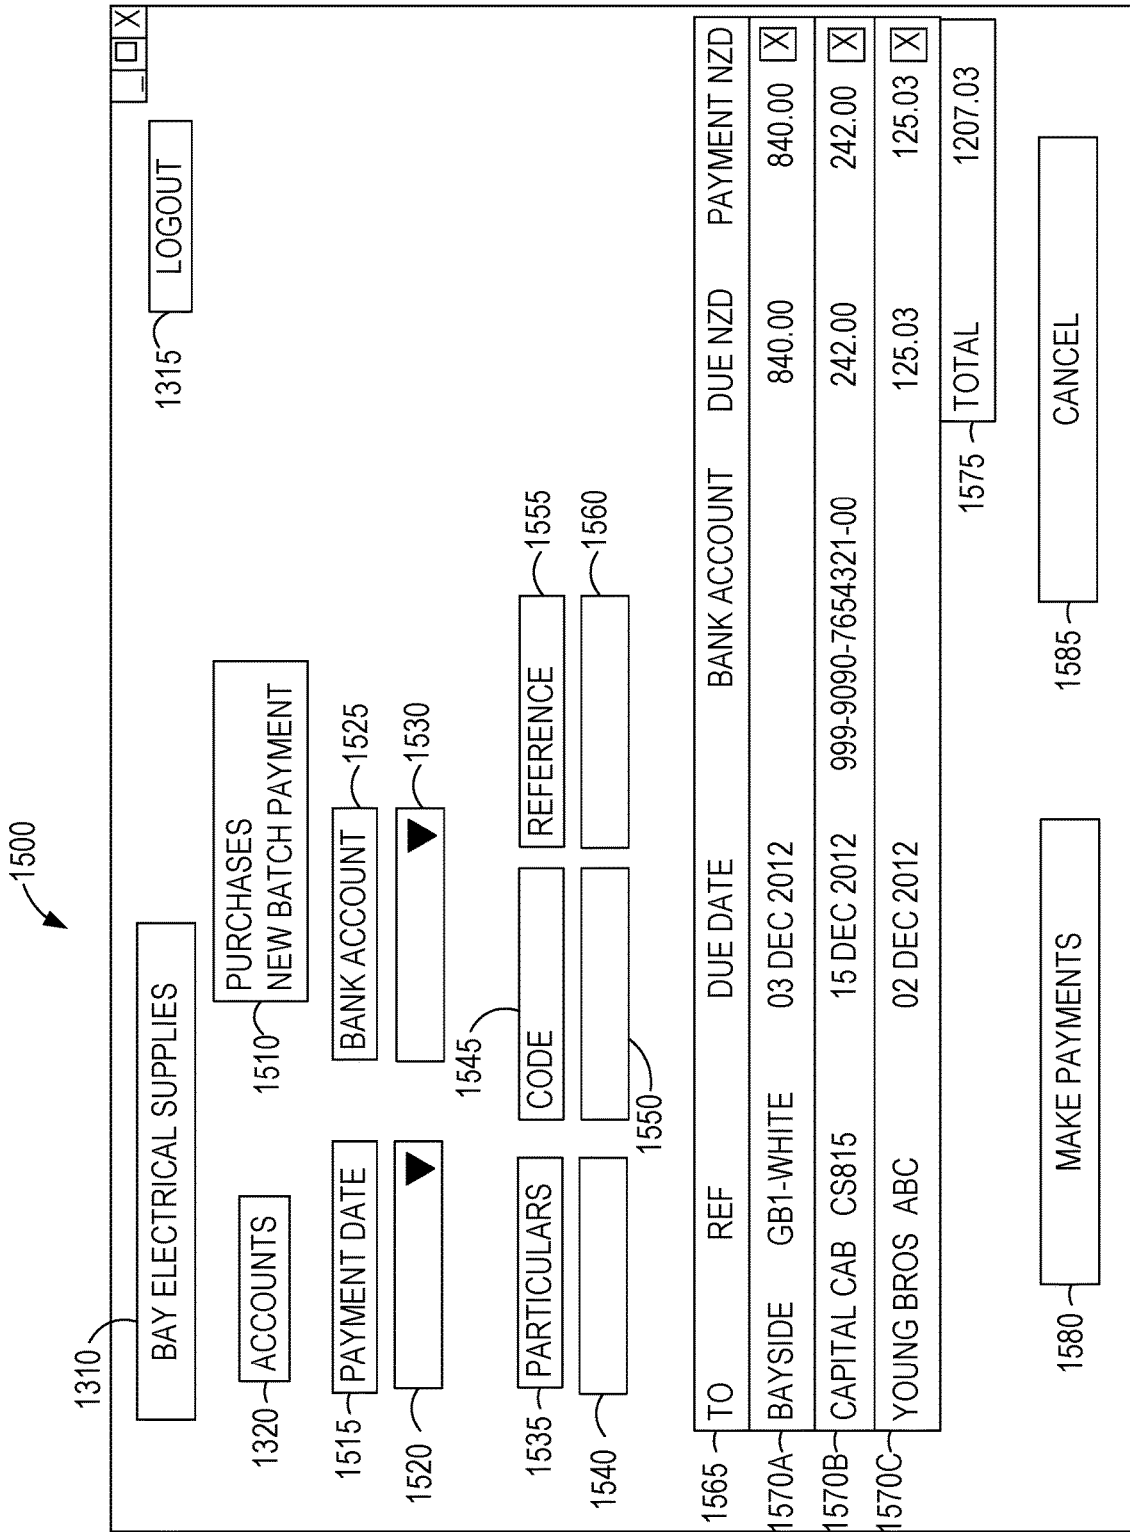 1500
_ □ X
1310
BAY ELECTRICAL SUPPLIES
1315
LOGOUT
1320
ACCOUNTS
1510
PURCHASES
NEW BATCH PAYMENT
1515
PAYMENT DATE
BANK ACCOUNT
1525
1520
1530
1545
1535
PARTICULARS
CODE
REFERENCE
1555
1540
1550
1560
1565
TO REF DUE DATE BANK ACCOUNT DUE NZD PAYMENT NZD
1570A
BAYSIDE GB1-WHITE 03 DEC 2012 840.00 840.00 X
1570B
CAPITAL CAB CS815 15 DEC 2012 999-9090-7654321-00 242.00 242.00 X
1570C
YOUNG BROS ABC 02 DEC 2012 125.03 125.03 X
1575
TOTAL 1207.03
1580
MAKE PAYMENTS
1585
CANCEL